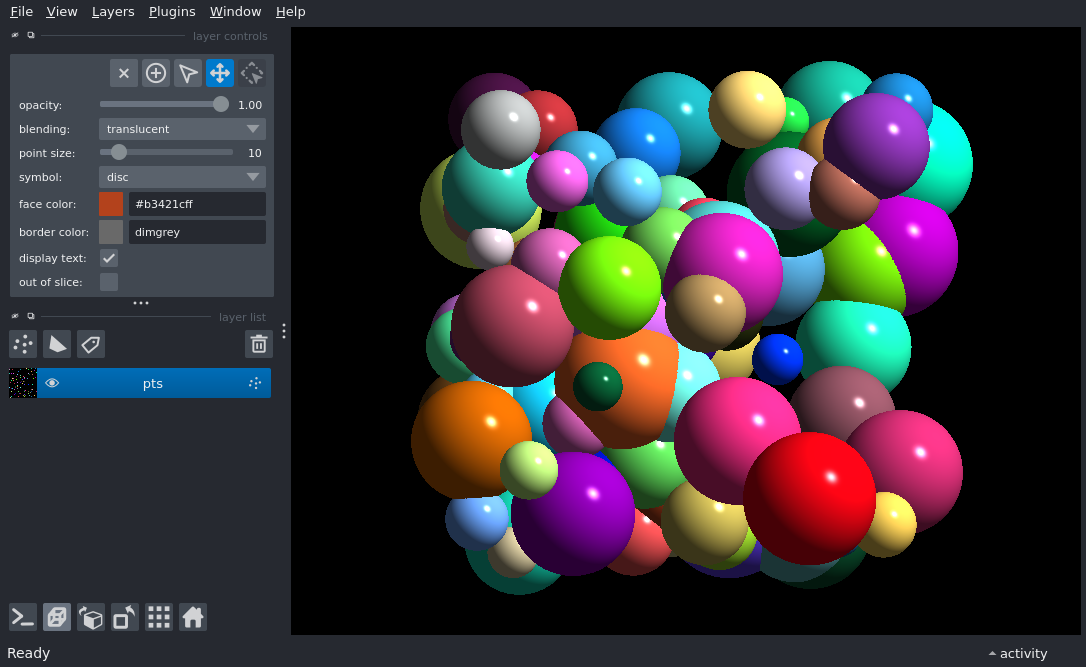 File View Layers Plugins Window Help
layer controls
opacity: 1.00
blending: translucent
point size: 10
symbol: disc
face color: #b3421cff
border color: dimgrey
display text:
out of slice:
layer list
pts
Ready activity